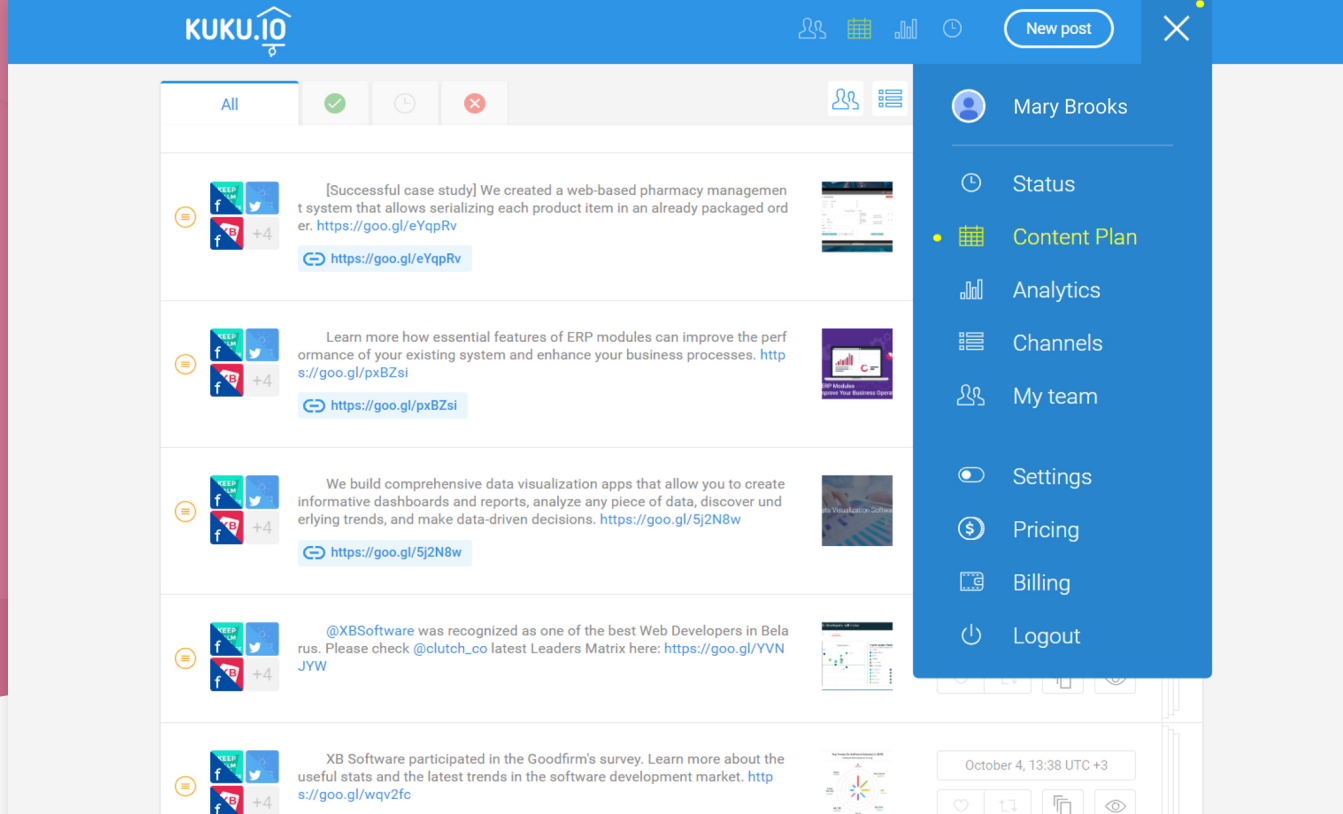 KUKU.IO
New post
All
Mary Brooks
Status
Content Plan
Analytics
Channels
My team
Settings
Pricing
Billing
Logout
KEEP
+4
[Successful case study] We created a web-based pharmacy managemen
t system that allows serializing each product item in an already packaged ord
er. https://goo.gl/eYqpRv
https://goo.gl/eYqpRv
KEEP
+4
Learn more how essential features of ERP modules can improve the perf
ormance of your existing system and enhance your business processes. http
s://goo.gl/pxBZsi
https://goo.gl/pxBZsi
ERP Modules
KEEP
+4
We build comprehensive data visualization apps that allow you to create
informative dashboards and reports, analyze any piece of data, discover und
erlying trends, and make data-driven decisions. https://goo.gl/5j2N8w
https://goo.gl/5j2N8w
Visualization
KEEP
+4
@XBSoftware was recognized as one of the best Web Developers in Bela
rus. Please check @clutch_co latest Leaders Matrix here: https://goo.gl/YVN
JYW
KEEP
+4
XB Software participated in the Goodfirm's survey. Learn more about the
useful stats and the latest trends in the software development market. http
s://goo.gl/wqv2fc
October 4, 13:38 UTC +3